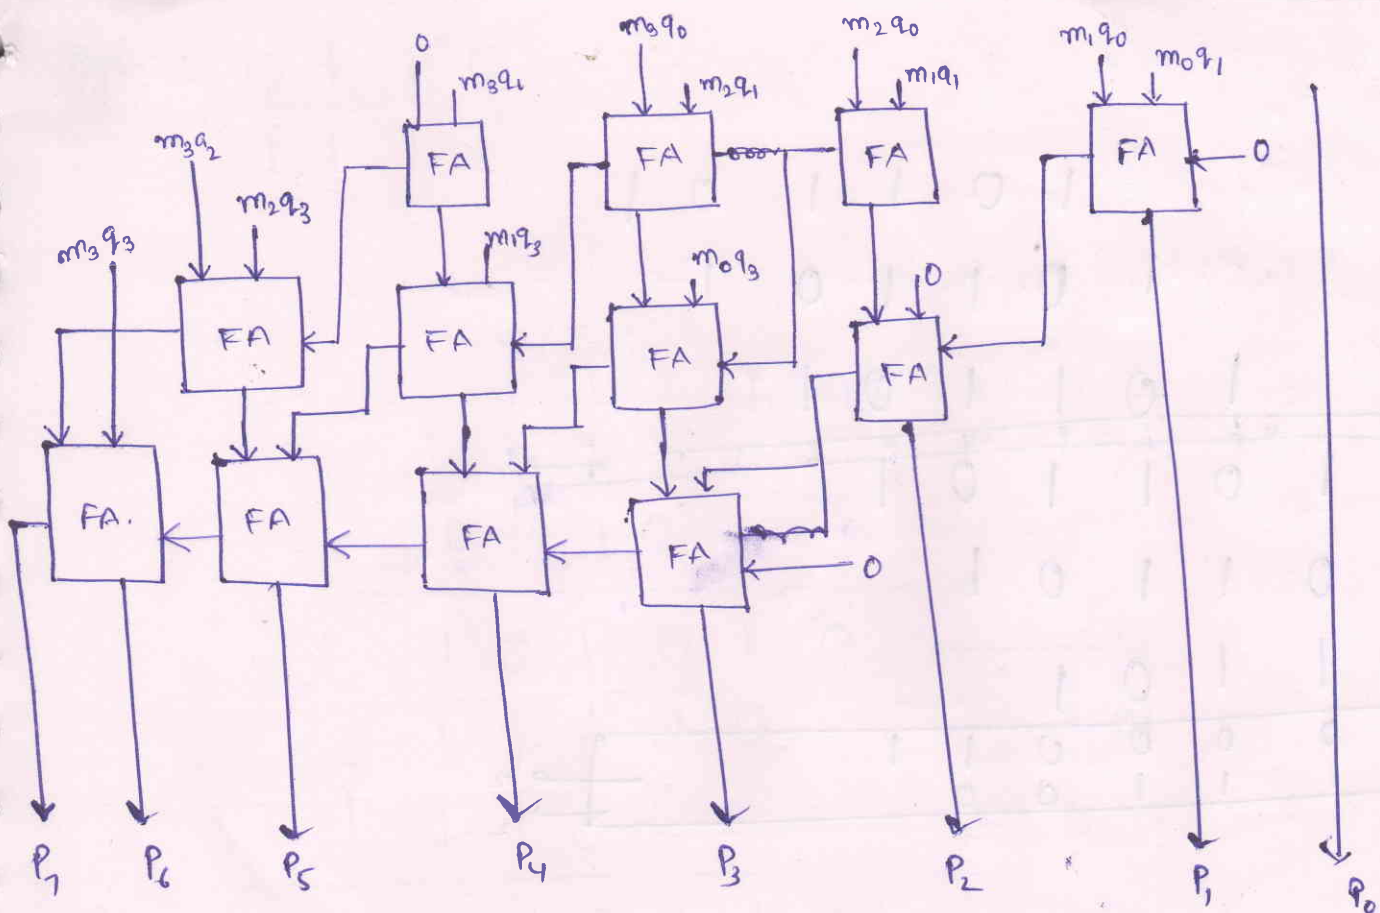 m₃q₀ m₂q₀ m₁q₀
0 m₃q₁ m₂q₁ m₁q₁ m₀q₁
FA FA FA FA 0
m₃q₂ m₂q₃ m₁q₃ m₀q₃ 0
m₃q₃
FA FA FA FA
FA. FA FA FA 0
P₇ P₆ P₅ P₄ P₃ P₂ P₁ P₀